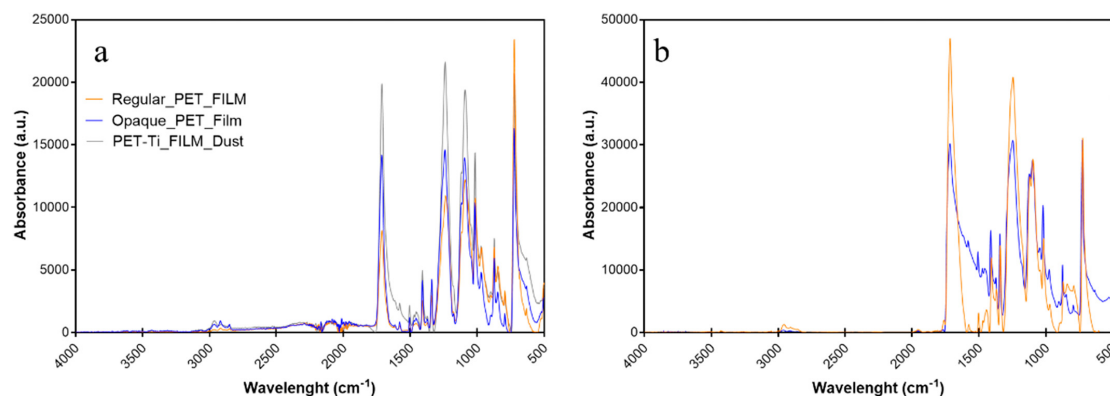 a
25000
20000
15000
10000
5000
0
Absorbance (a.u.)
Regular_PET_FILM
Opaque_PET_Film
PET-Ti_FILM_Dust
4000 3500 3000 2500 2000 1500 1000 500
Wavelenght (cm⁻¹)
b
50000
40000
30000
20000
10000
0
Absorbance (a.u.)
4000 3500 3000 2500 2000 1500 1000 500
Wavelenght (cm⁻¹)